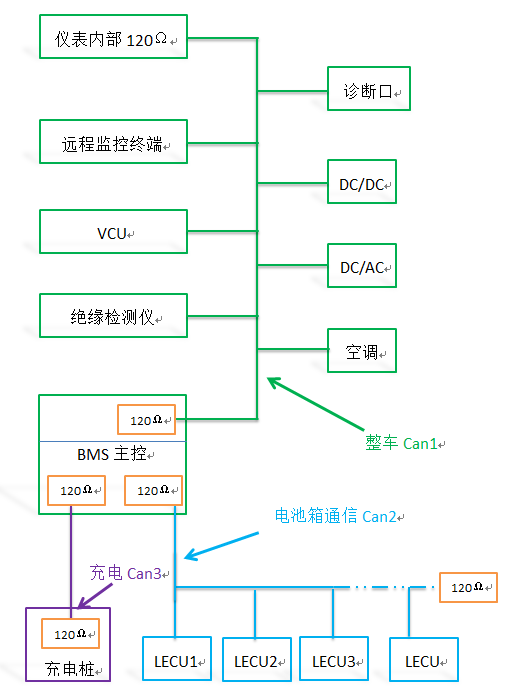 仪表内部 120Ω↵
诊断口↵
远程监控终端↵
DC/DC↵
VCU↵
DC/AC↵
绝缘检测仪↵
空调↵
120Ω↵
整车 Can1
BMS 主控↵
120Ω↵
120Ω↵
电池箱通信 Can2↵
充电 Can3↵
120Ω↵
120Ω↵
充电桩↵
LECU1↵
LECU2↵
LECU3↵
LECU↵